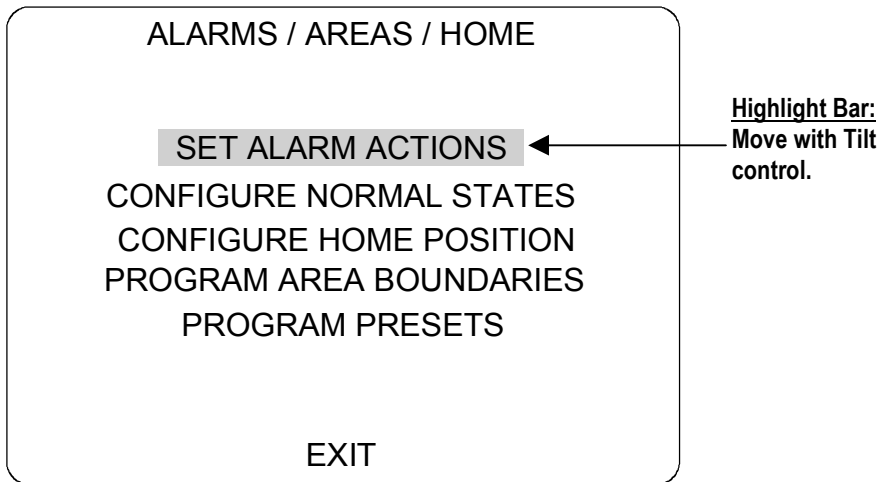 ALARMS / AREAS / HOME
SET ALARM ACTIONS
CONFIGURE NORMAL STATES
CONFIGURE HOME POSITION
PROGRAM AREA BOUNDARIES
PROGRAM PRESETS
EXIT
Highlight Bar:
Move with Tilt
control.